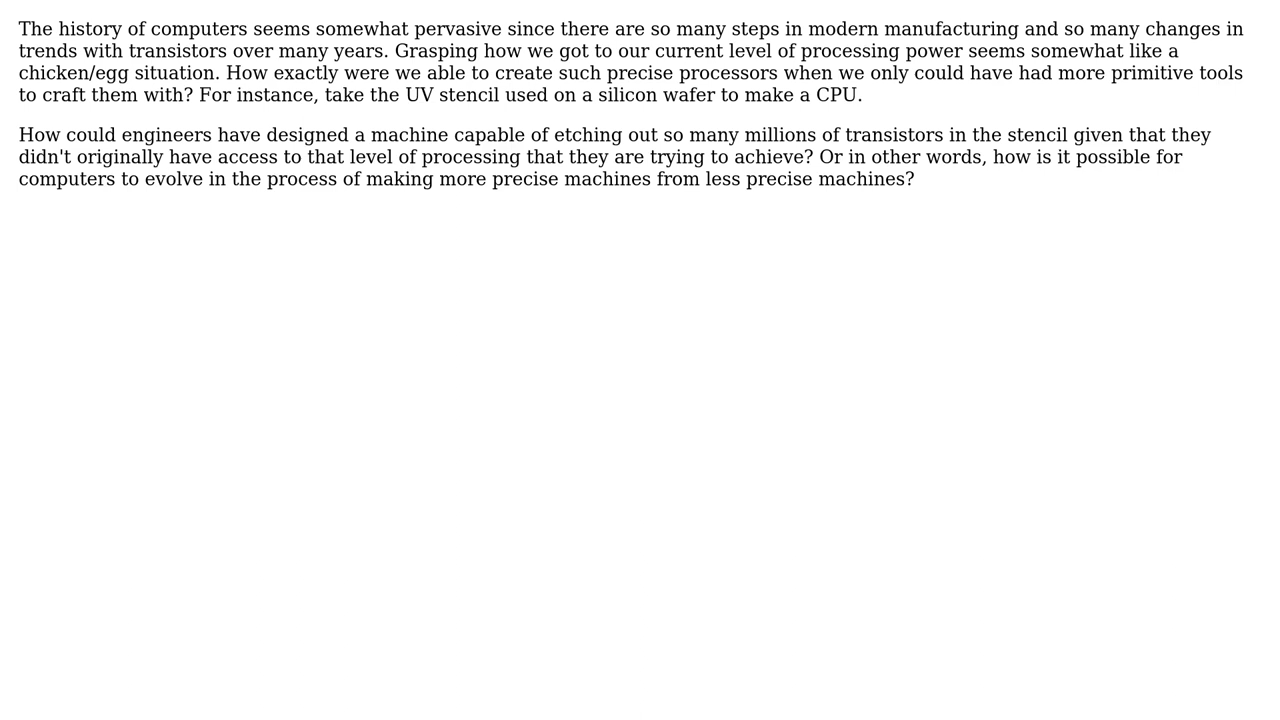 The history of computers seems somewhat pervasive since there are so many steps in modern manufacturing and so many changes in
trends with transistors over many years. Grasping how we got to our current level of processing power seems somewhat like a
chicken/egg situation. How exactly were we able to create such precise processors when we only could have had more primitive tools
to craft them with? For instance, take the UV stencil used on a silicon wafer to make a CPU.
How could engineers have designed a machine capable of etching out so many millions of transistors in the stencil given that they
didn't originally have access to that level of processing that they are trying to achieve? Or in other words, how is it possible for
computers to evolve in the process of making more precise machines from less precise machines?